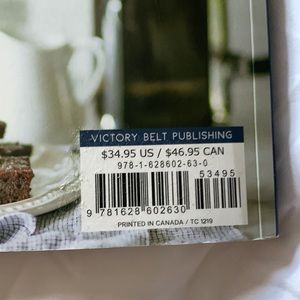 VICTORY BELT PUBLISHING
$34.95 US / $46.95 CAN
978-1-628602-63-0
53495
9 781628 602630
PRINTED IN CANADA / TC 1219